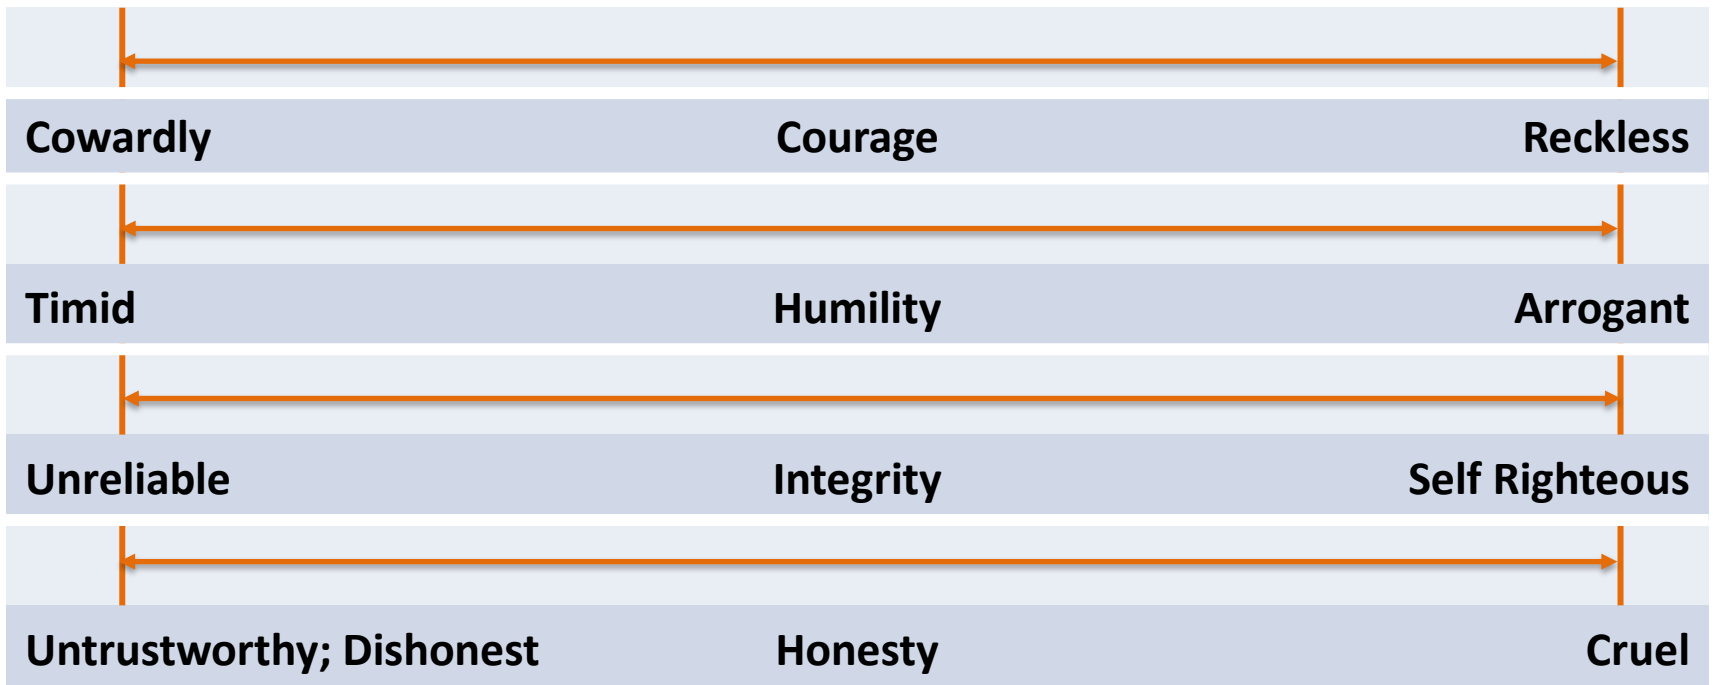 Cowardly Courage Reckless
Timid Humility Arrogant
Unreliable Integrity Self Righteous
Untrustworthy; Dishonest Honesty Cruel